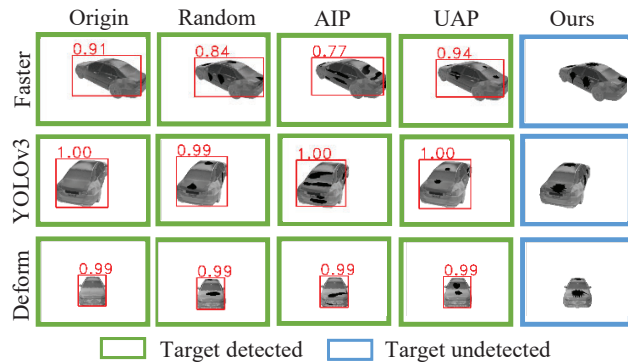 Origin Random AIP UAP Ours
Faster
0.91 0.84 0.77 0.94
YOLOv3
1.00 0.99 1.00 1.00
Deform
0.99 0.99 0.99 0.99
Target detected Target undetected